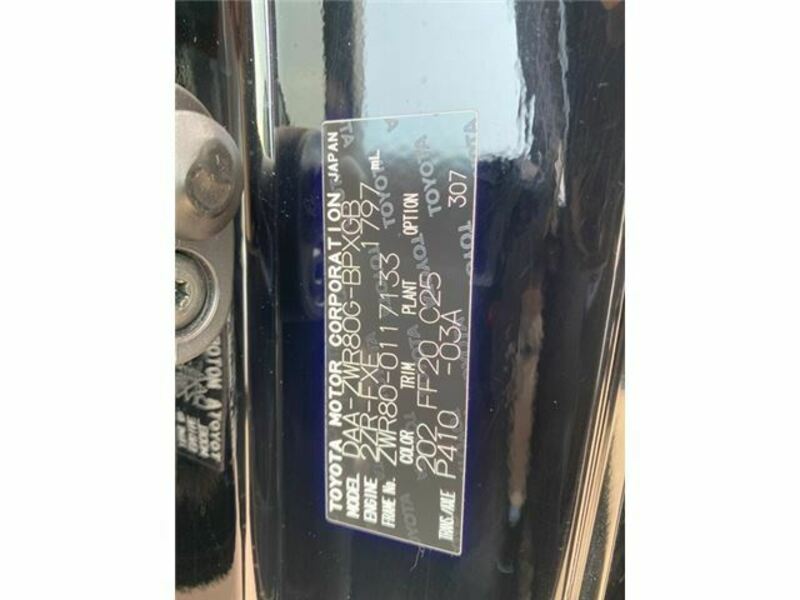 TOYOTA MOTOR CORPORATION JAPAN
MODEL DAA-ZWR80G-BPXGB
ENGINE 2ZR-FXE 1797 mL
FRAME No. ZWR80-0117133
COLOR TRIM PLANT OPTION
202 FF20 C25 307
TRANS./AXLE P410 -03A